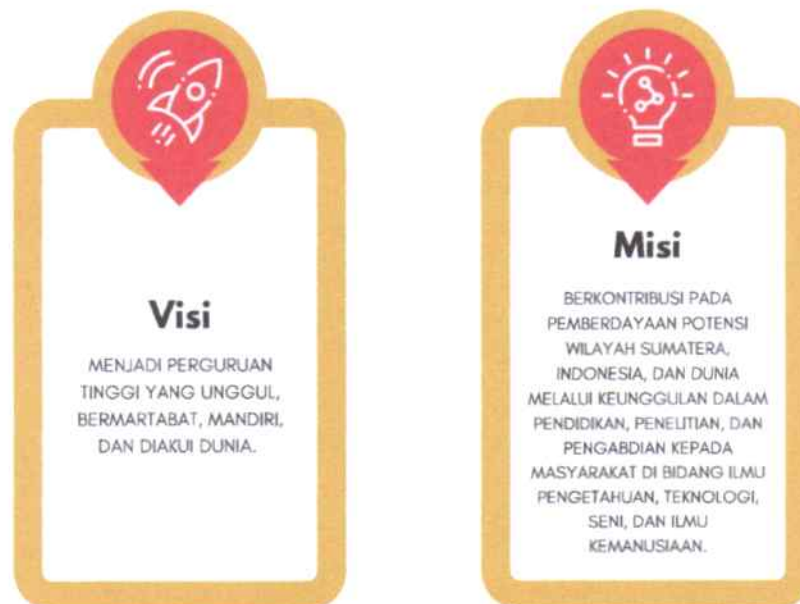 Visi
MENJADI PERGURUAN
TINGGI YANG UNGGUL,
BERMARTABAT, MANDIRI,
DAN DIAKUI DUNIA.
Misi
BERKONTRIBUSI PADA
PEMBERDAYAAN POTENSI
WILAYAH SUMATERA,
INDONESIA, DAN DUNIA
MELALUI KEUNGGULAN DALAM
PENDIDIKAN, PENELITIAN, DAN
PENGABDIAN KEPADA
MASYARAKAT DI BIDANG ILMU
PENGETAHUAN, TEKNOLOGI,
SENI, DAN ILMU
KEMANUSIAAN.